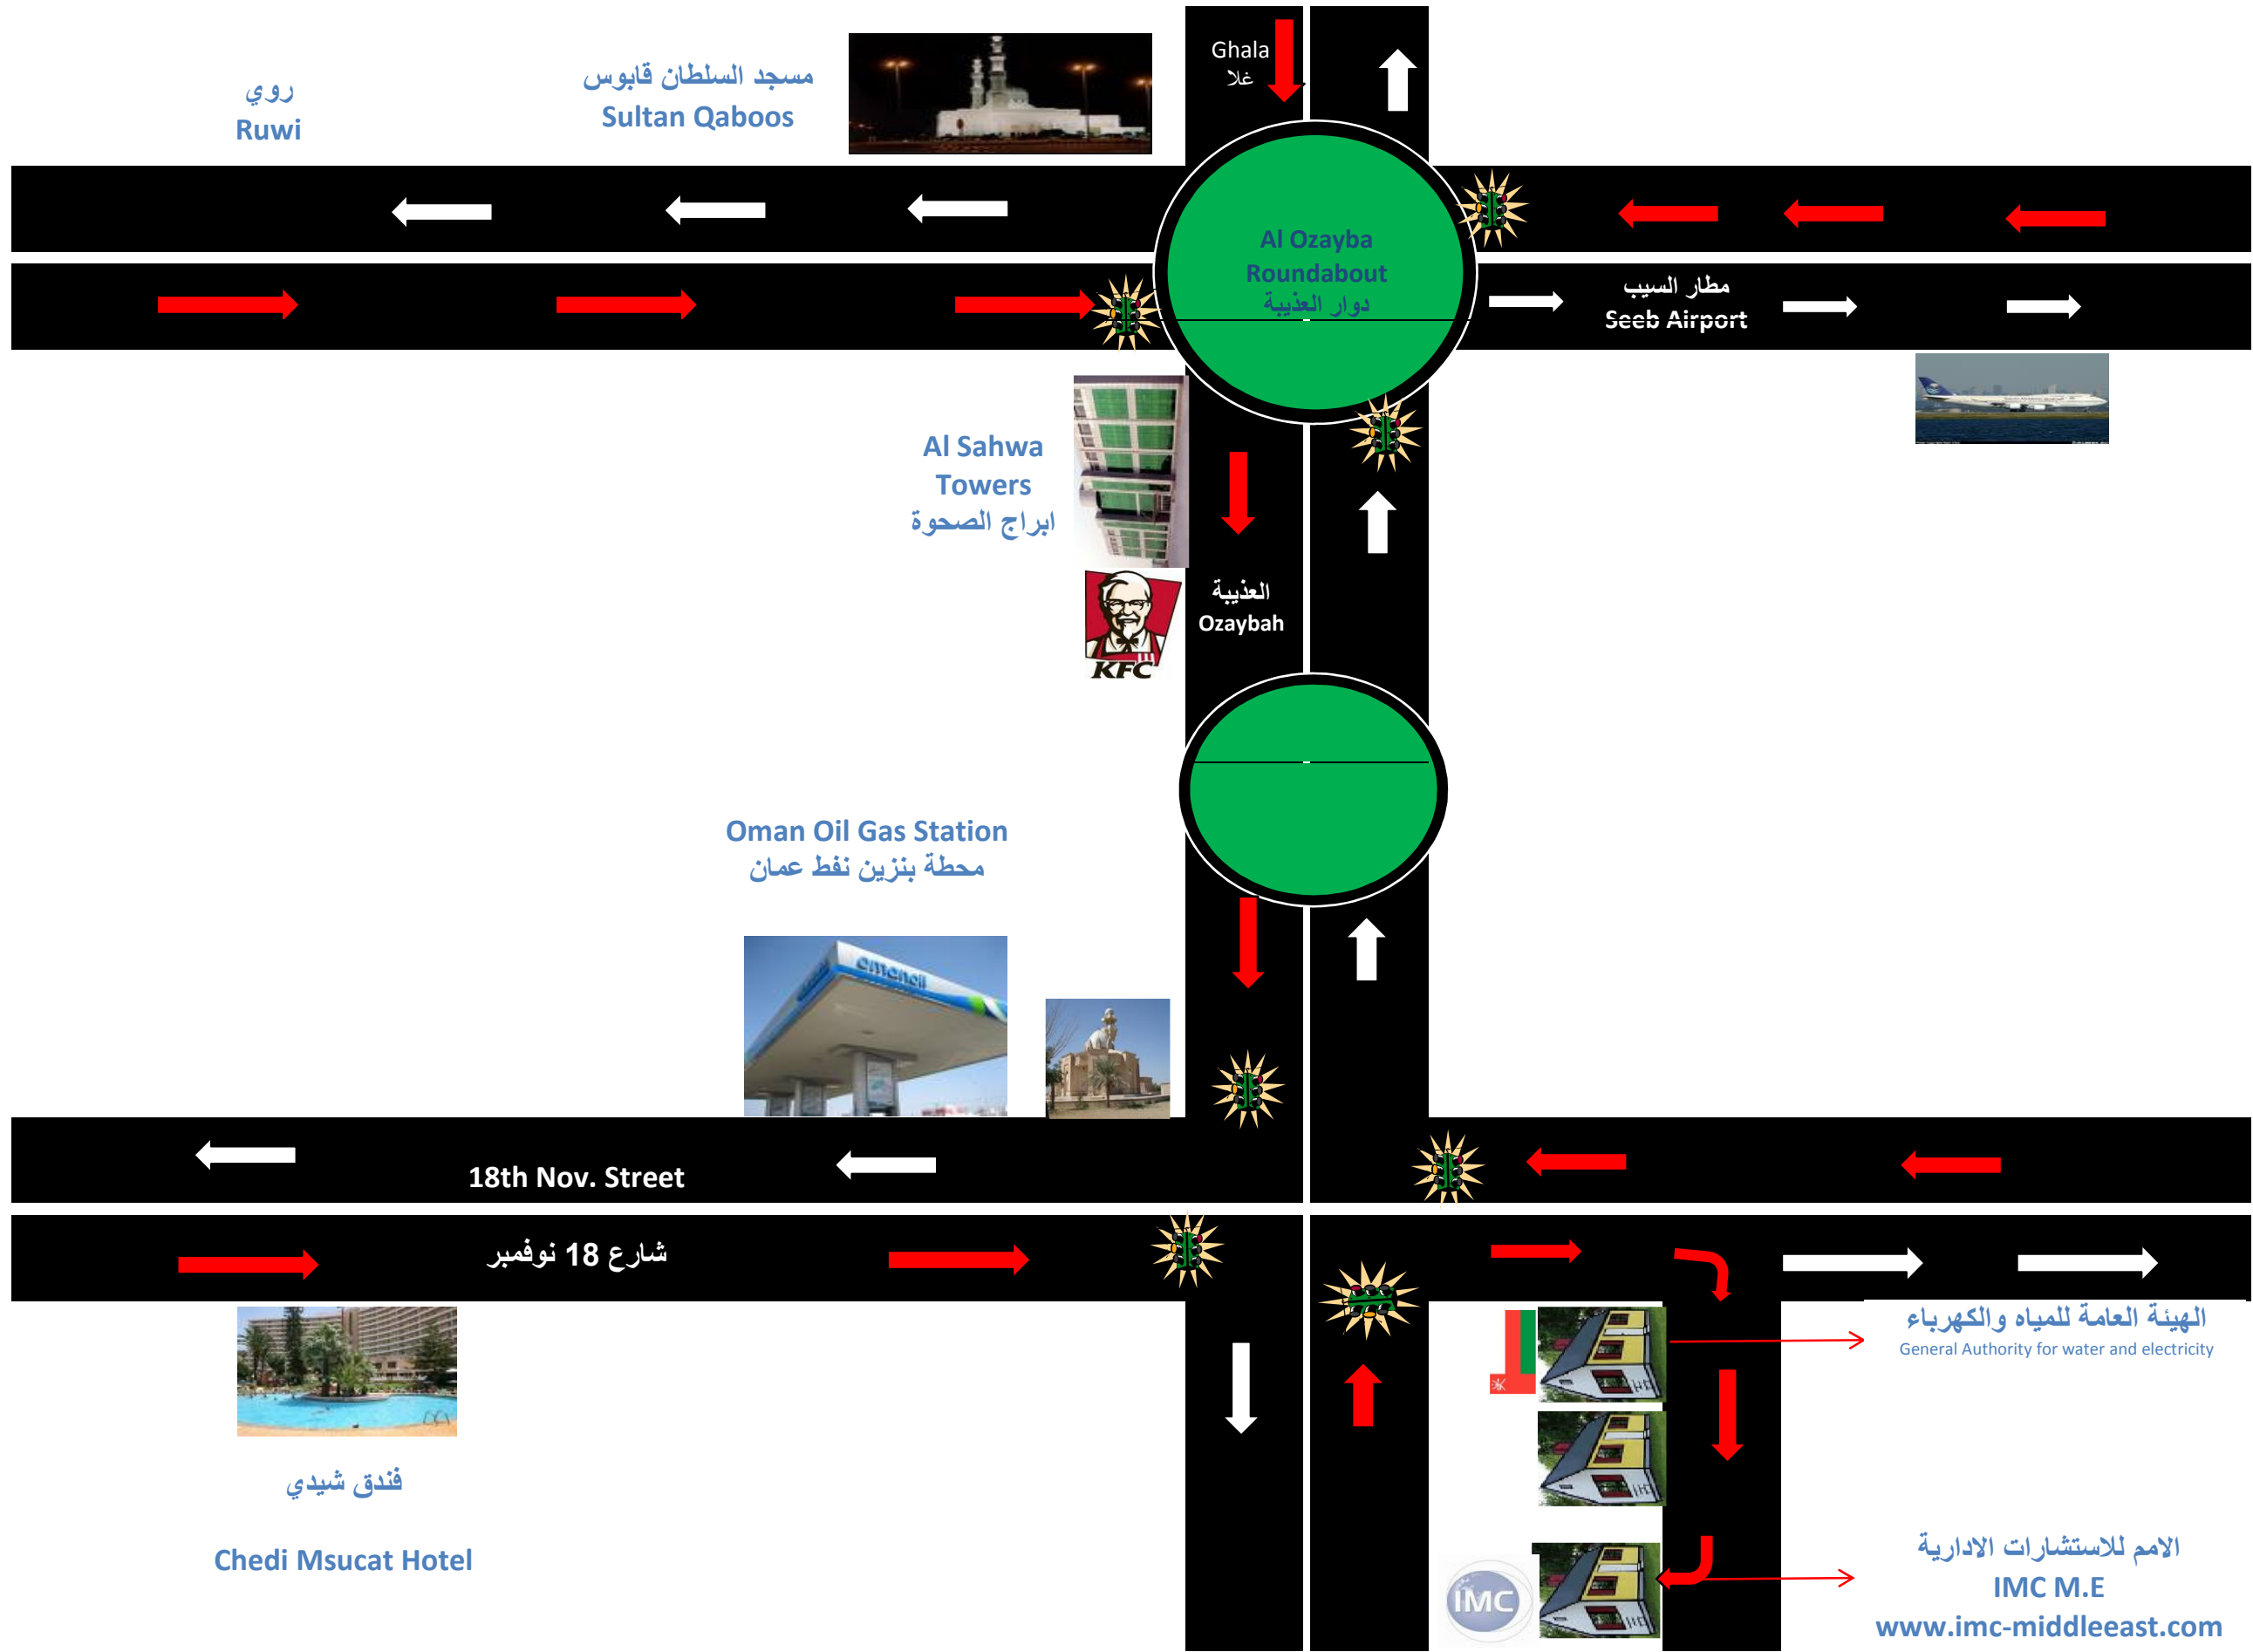 روي
Ruwi
مسجد السلطان قابوس
Sultan Qaboos
Ghala
غلا
Al Ozayba
Roundabout
دوار العذيبة
مطار السيب
Seeb Airport
Al Sahwa
Towers
ابراج الصحوة
KFC
العذيبة
Ozaybah
Oman Oil Gas Station
محطة بنزين نفط عمان
omanoil
18th Nov. Street
شارع 18 نوفمبر
الهيئة العامة للمياه والكهرباء
General Authority for water and electricity
فندق شيدي
Chedi Msucat Hotel
IMC
الامم للاستشارات الادارية
IMC M.E
www.imc-middleeast.com